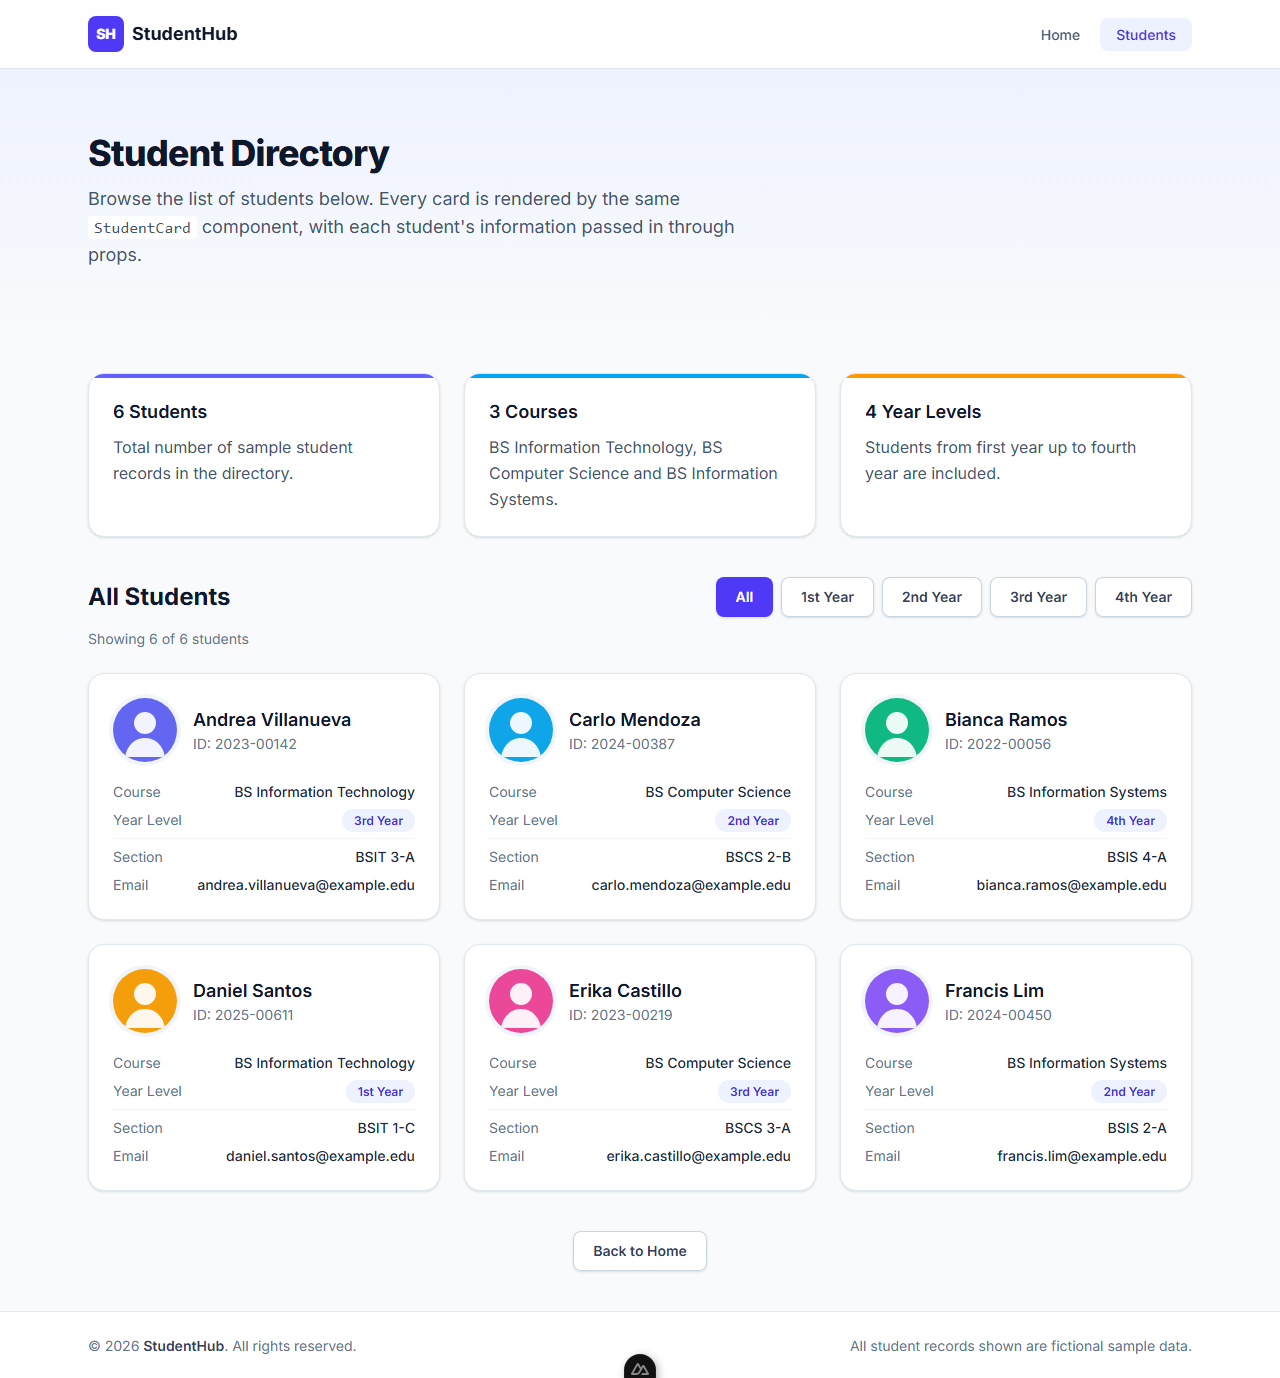 SH StudentHub
Home
Students
Student Directory
Browse the list of students below. Every card is rendered by the same
StudentCard component, with each student's information passed in through
props.
6 Students
Total number of sample student
records in the directory.
3 Courses
BS Information Technology, BS
Computer Science and BS Information
Systems.
4 Year Levels
Students from first year up to fourth
year are included.
All Students
All
1st Year
2nd Year
3rd Year
4th Year
Showing 6 of 6 students
Andrea Villanueva
ID: 2023-00142
Course BS Information Technology
Year Level 3rd Year
Section BSIT 3-A
Email andrea.villanueva@example.edu
Carlo Mendoza
ID: 2024-00387
Course BS Computer Science
Year Level 2nd Year
Section BSCS 2-B
Email carlo.mendoza@example.edu
Bianca Ramos
ID: 2022-00056
Course BS Information Systems
Year Level 4th Year
Section BSIS 4-A
Email bianca.ramos@example.edu
Daniel Santos
ID: 2025-00611
Course BS Information Technology
Year Level 1st Year
Section BSIT 1-C
Email daniel.santos@example.edu
Erika Castillo
ID: 2023-00219
Course BS Computer Science
Year Level 3rd Year
Section BSCS 3-A
Email erika.castillo@example.edu
Francis Lim
ID: 2024-00450
Course BS Information Systems
Year Level 2nd Year
Section BSIS 2-A
Email francis.lim@example.edu
Back to Home
© 2026 StudentHub. All rights reserved.
All student records shown are fictional sample data.